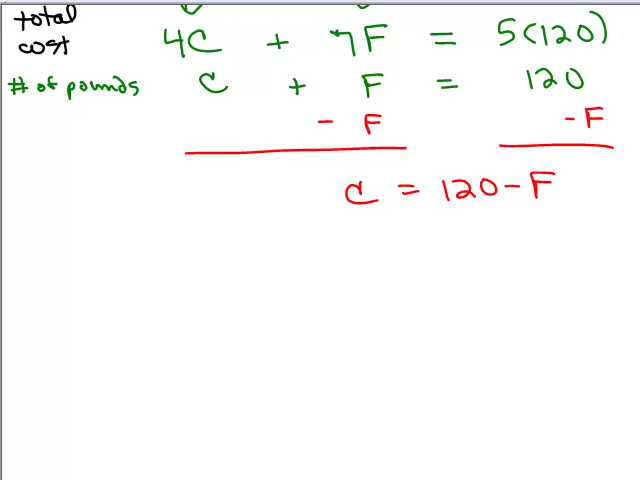 total
cost 4C + 7F = 5(120)
# of pounds C + F = 120
- F - F
C = 120 - F